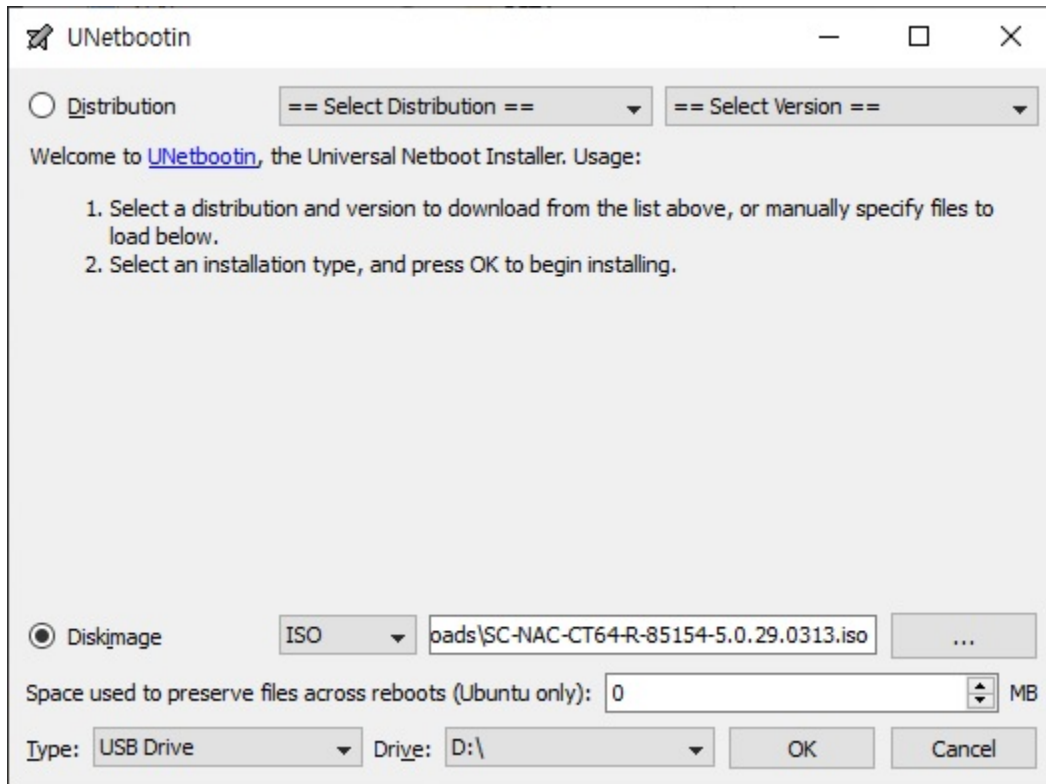 UNetbootin
Distribution == Select Distribution == == Select Version ==
Welcome to UNetbootin, the Universal Netboot Installer. Usage:
1. Select a distribution and version to download from the list above, or manually specify files to
load below.
2. Select an installation type, and press OK to begin installing.
Diskimage ISO oads\SC-NAC-CT64-R-85154-5.0.29.0313.iso ...
Space used to preserve files across reboots (Ubuntu only): 0 MB
Type: USB Drive Drive: D:\ OK Cancel